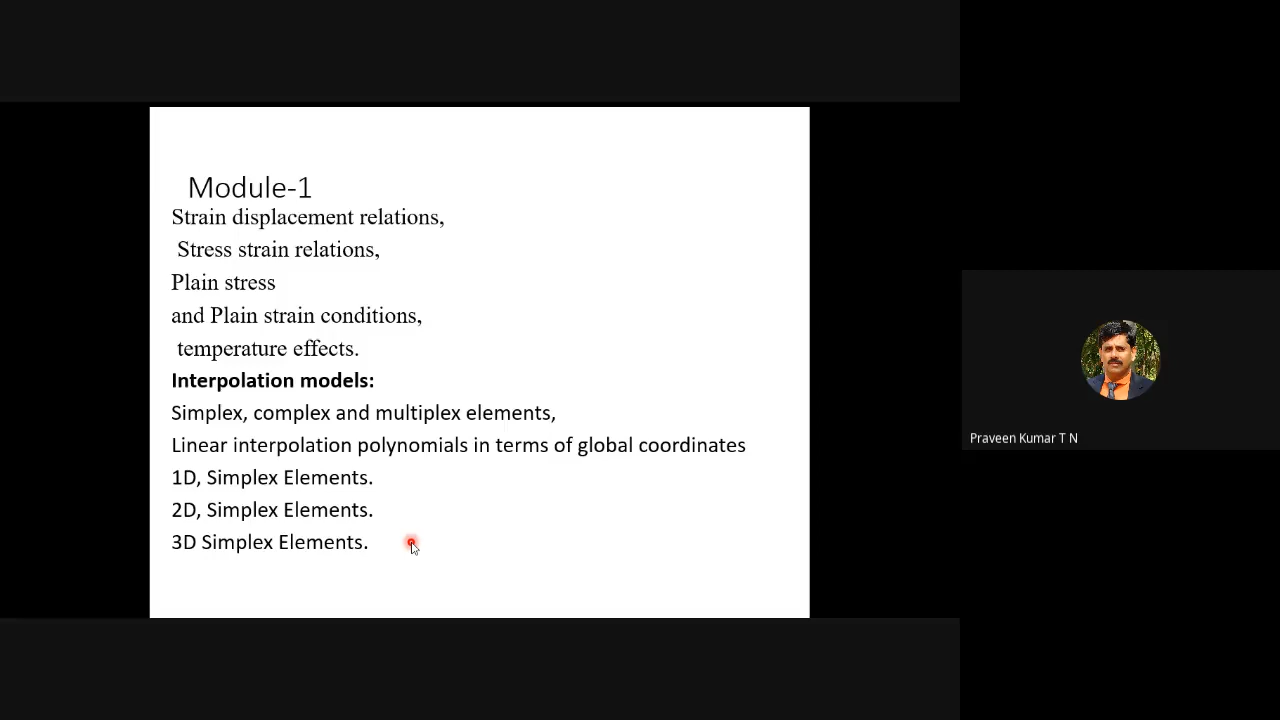 Module-1
Strain displacement relations,
Stress strain relations,
Plain stress
and Plain strain conditions,
temperature effects.
Interpolation models:
Simplex, complex and multiplex elements,
Linear interpolation polynomials in terms of global coordinates
1D, Simplex Elements.
2D, Simplex Elements.
3D Simplex Elements.
Praveen Kumar T N